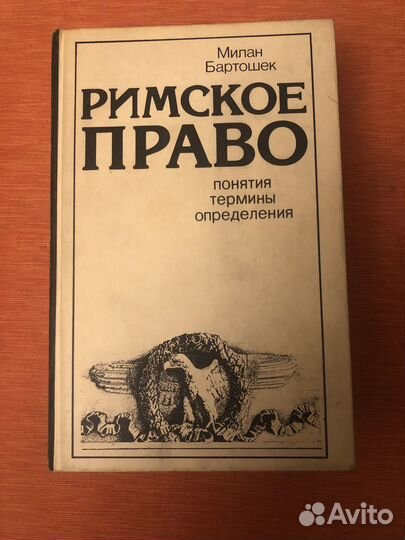 Милан
Бартошек
РИМСКОЕ
ПРАВО
понятия
термины
определения
Avito